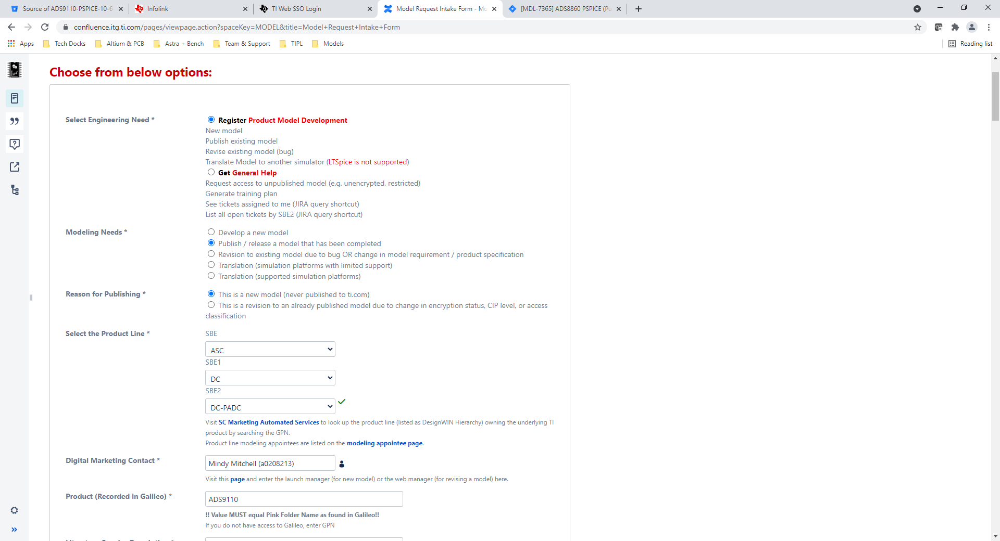 Source of ADS9110-PSPICE-10-6
Infolink
TI Web SSO Login
Model Request Intake Form - Mo
[MDL-7365] ADS8860 PSPICE (Pu
confluence.itg.ti.com/pages/viewpage.action?spaceKey=MODEL&title=Model+Request+Intake+Form
Apps
Tech Docks
Altium & PCB
Astra + Bench
Team & Support
TIPL
Models
Reading list
Choose from below options:
Select Engineering Need *
Register Product Model Development
New model
Publish existing model
Revise existing model (bug)
Translate Model to another simulator (LTSpice is not supported)
Get General Help
Request access to unpublished model (e.g. unencrypted, restricted)
Generate training plan
See tickets assigned to me (JIRA query shortcut)
List all open tickets by SBE2 (JIRA query shortcut)
Modeling Needs *
Develop a new model
Publish / release a model that has been completed
Revision to existing model due to bug OR change in model requirement / product specification
Translation (simulation platforms with limited support)
Translation (supported simulation platforms)
Reason for Publishing *
This is a new model (never published to ti.com)
This is a revision to an already published model due to change in encryption status, CIP level, or access
classification
Select the Product Line *
SBE
ASC
SBE1
DC
SBE2
DC-PADC
Visit SC Marketing Automated Services to look up the product line (listed as DesignWIN Hierarchy) owning the underlying TI
product by searching the GPN.
Product line modeling appointees are listed on the modeling appointee page.
Digital Marketing Contact *
Mindy Mitchell (a0208213)
Visit this page and enter the launch manager (for new model) or the web manager (for revising a model) here.
Product (Recorded in Galileo) *
ADS9110
!! Value MUST equal Pink Folder Name as found in Galileo!!
If you do not have access to Galileo, enter GPN